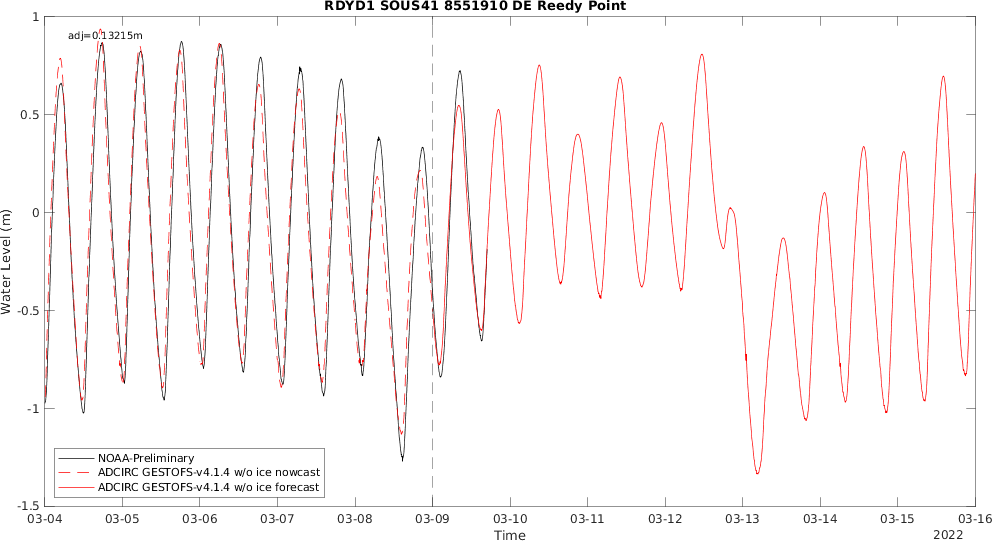 RDYD1 SOUS41 8551910 DE Reedy Point
adj=0.13215m
1
0.5
0
-0.5
-1
-1.5
Water Level (m)
NOAA-Preliminary
ADCIRC GESTOFS-v4.1.4 w/o ice nowcast
ADCIRC GESTOFS-v4.1.4 w/o ice forecast
03-04 03-05 03-06 03-07 03-08 03-09 03-10 03-11 03-12 03-13 03-14 03-15 03-16
Time
2022